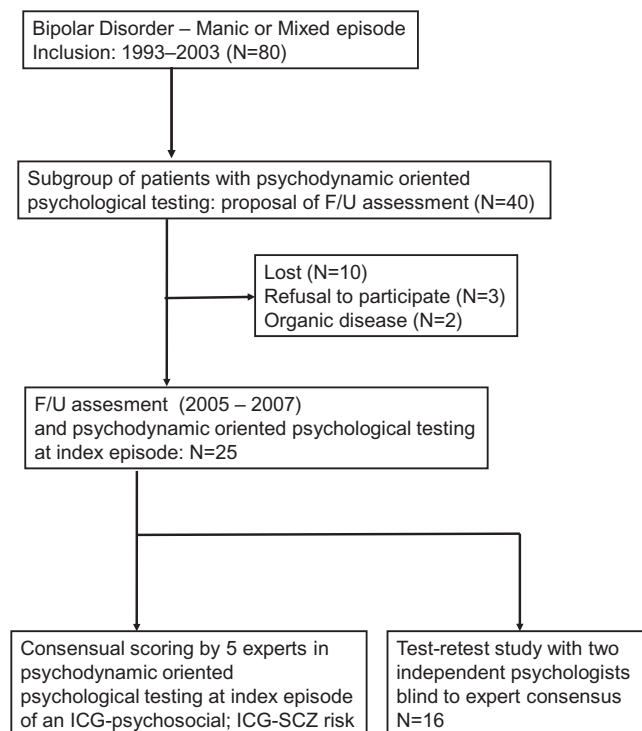 Bipolar Disorder – Manic or Mixed episode
Inclusion: 1993–2003 (N=80)
Subgroup of patients with psychodynamic oriented
psychological testing: proposal of F/U assessment (N=40)
Lost (N=10)
Refusal to participate (N=3)
Organic disease (N=2)
F/U assesment (2005 – 2007)
and psychodynamic oriented psychological testing
at index episode: N=25
Consensual scoring by 5 experts in
psychodynamic oriented
psychological testing at index episode
of an ICG-psychosocial; ICG-SCZ risk
Test-retest study with two
independent psychologists
blind to expert consensus
N=16